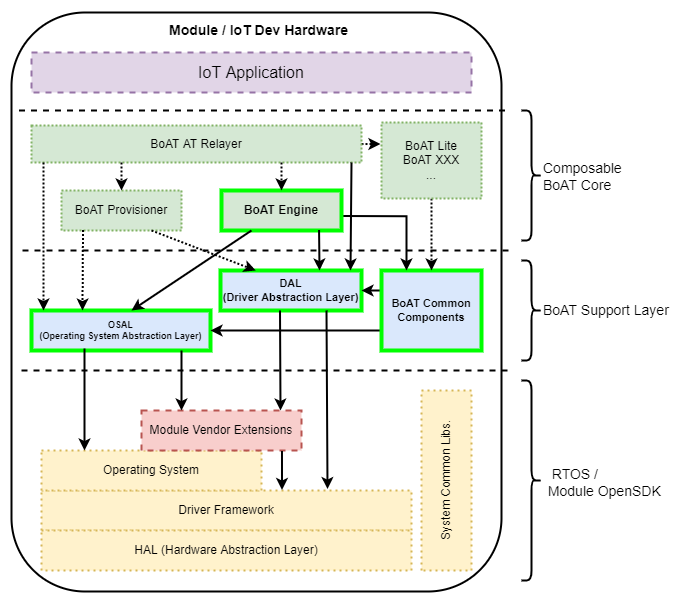 Module / IoT Dev Hardware
IoT Application
BoAT AT Relayer
BoAT Lite
BoAT XXX
...
Composable
BoAT Core
BoAT Provisioner
BoAT Engine
DAL
(Driver Abstraction Layer)
BoAT Common
Components
BoAT Support Layer
OSAL
(Operating System Abstraction Layer)
Module Vendor Extensions
System Common Libs.
Operating System
RTOS /
Module OpenSDK
Driver Framework
HAL (Hardware Abstraction Layer)